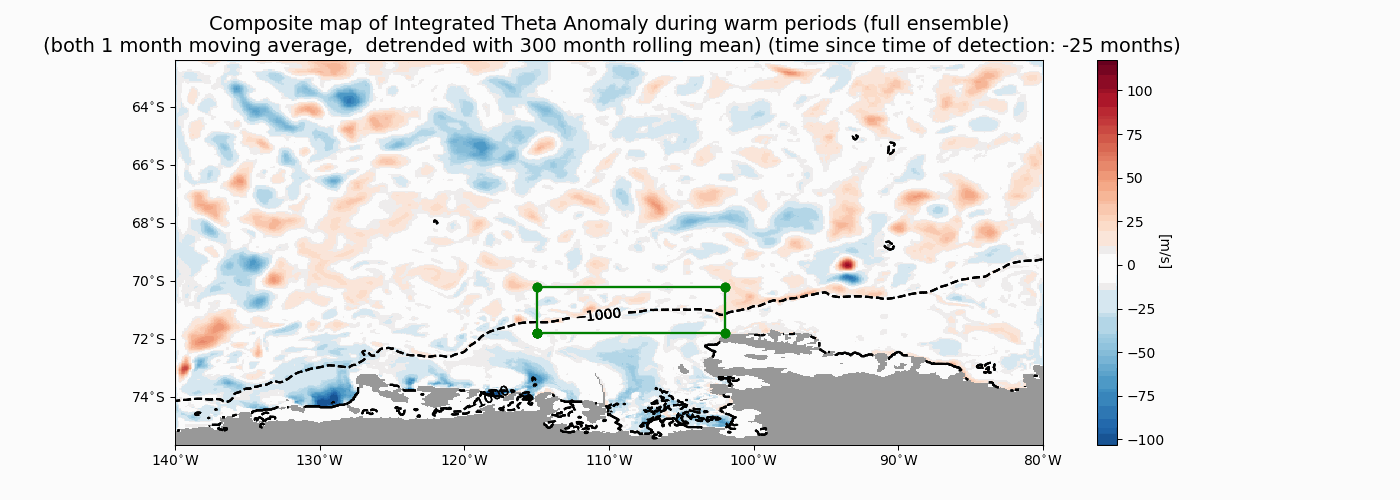 Composite map of Integrated Theta Anomaly during warm periods (full ensemble)
(both 1 month moving average,  detrended with 300 month rolling mean) (time since time of detection: -25 months)
64°S
66°S
68°S
70°S
72°S
74°S
−1000
140°W
130°W
120°W
110°W
100°W
90°W
80°W
100
75
50
25
0
−25
−50
−75
−100
[m/s]